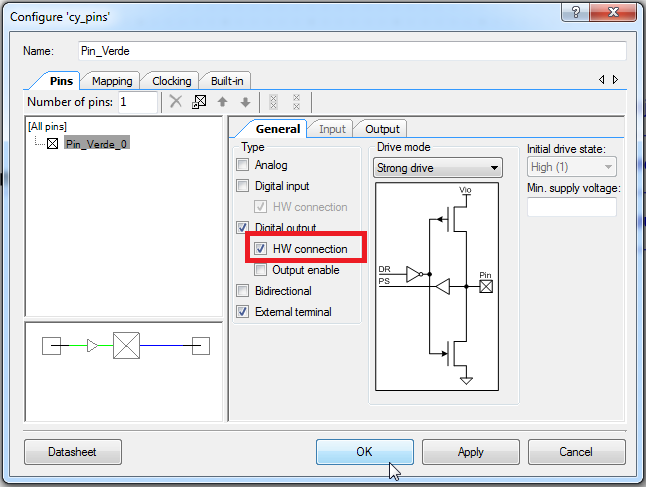 Configure 'cy_pins'
Name: Pin_Verde
Pins Mapping Clocking Built-in
Number of pins: 1
[All pins]
Pin_Verde_0
General Input Output
Type
Analog
Digital input
HW connection
Digital output
HW connection
Output enable
Bidirectional
External terminal
Drive mode
Strong drive
Vio
DR
PS
Pin
Initial drive state:
High (1)
Min. supply voltage:
Datasheet OK Apply Cancel